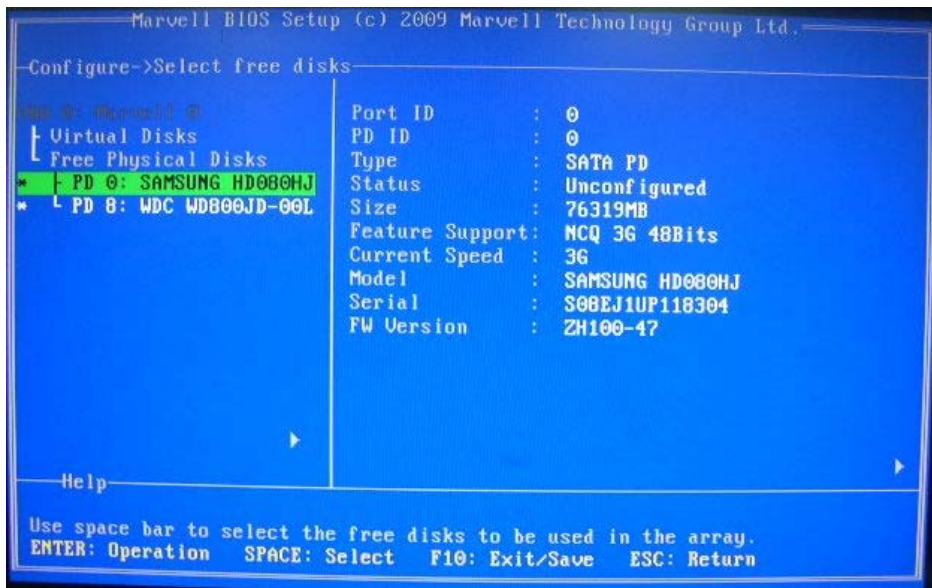 Marvell BIOS Setup (c) 2009 Marvell Technology Group Ltd.
Configure->Select free disks
Virtual Disks
Free Physical Disks
* PD 0: SAMSUNG HD080HJ
* PD 8: WDC WD800JD-00L
Port ID : 0
PD ID : 0
Type : SATA PD
Status : Unconfigured
Size : 76319MB
Feature Support: NCQ 3G 48Bits
Current Speed : 3G
Model : SAMSUNG HD080HJ
Serial : S08EJ1UP118304
FW Version : ZH100-47
Help
Use space bar to select the free disks to be used in the array.
ENTER: Operation SPACE: Select F10: Exit/Save ESC: Return